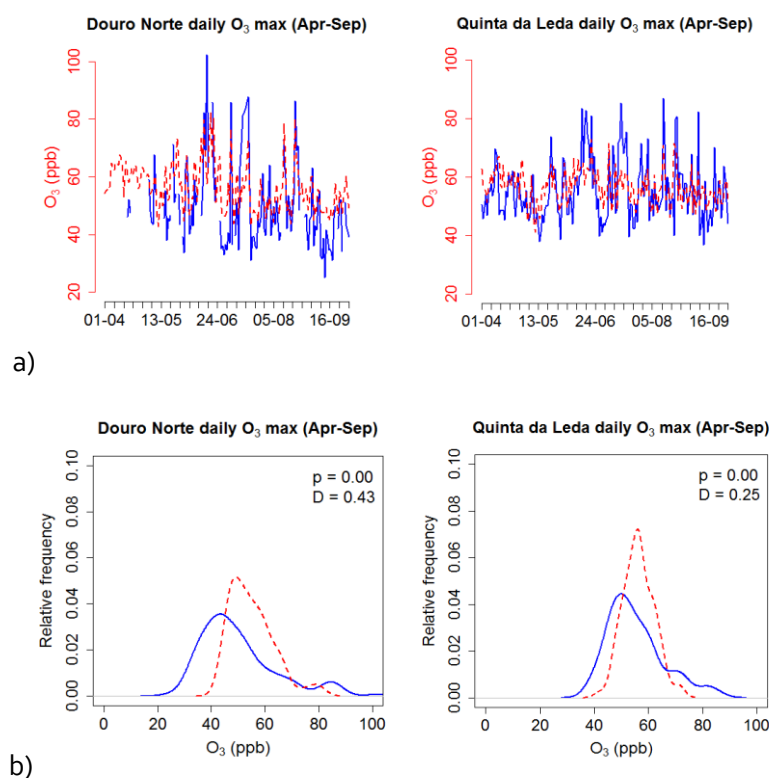 Douro Norte daily O₃ max (Apr-Sep)
Quinta da Leda daily O₃ max (Apr-Sep)
O₃ (ppb)
20 40 60 80 100
01-04 13-05 24-06 05-08 16-09
O₃ (ppb)
20 40 60 80 100
01-04 13-05 24-06 05-08 16-09
a)
Douro Norte daily O₃ max (Apr-Sep)
Quinta da Leda daily O₃ max (Apr-Sep)
p = 0.00
D = 0.43
Relative frequency
0.00 0.02 0.04 0.06 0.08 0.10
0 20 40 60 80 100
O₃ (ppb)
p = 0.00
D = 0.25
Relative frequency
0.00 0.02 0.04 0.06 0.08 0.10
0 20 40 60 80 100
O₃ (ppb)
b)